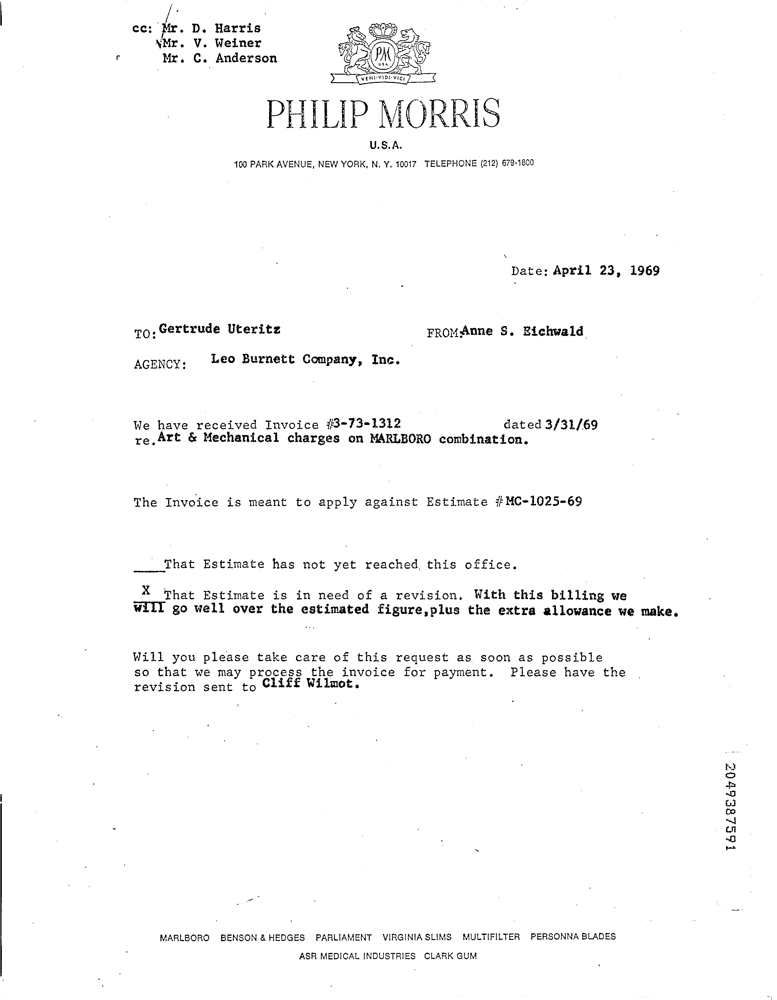 cc: Mr. D. Harris
Mr. V. Weiner
Mr. C. Anderson
PM
USA
VENI·VIDI·VICI
PHILIP MORRIS
U.S.A.
100 PARK AVENUE, NEW YORK, N. Y. 10017 TELEPHONE (212) 679-1800
Date: April 23, 1969
TO: Gertrude Uteritz FROM: Anne S. Eichwald
AGENCY: Leo Burnett Company, Inc.
We have received Invoice #3-73-1312 dated 3/31/69
re. Art & Mechanical charges on MARLBORO combination.
The Invoice is meant to apply against Estimate # MC-1025-69
____That Estimate has not yet reached this office.
X That Estimate is in need of a revision. With this billing we
will go well over the estimated figure,plus the extra allowance we make.
Will you please take care of this request as soon as possible
so that we may process the invoice for payment. Please have the
revision sent to Cliff Wilmot.
2049387591
MARLBORO BENSON & HEDGES PARLIAMENT VIRGINIA SLIMS MULTIFILTER PERSONNA BLADES
ASR MEDICAL INDUSTRIES CLARK GUM